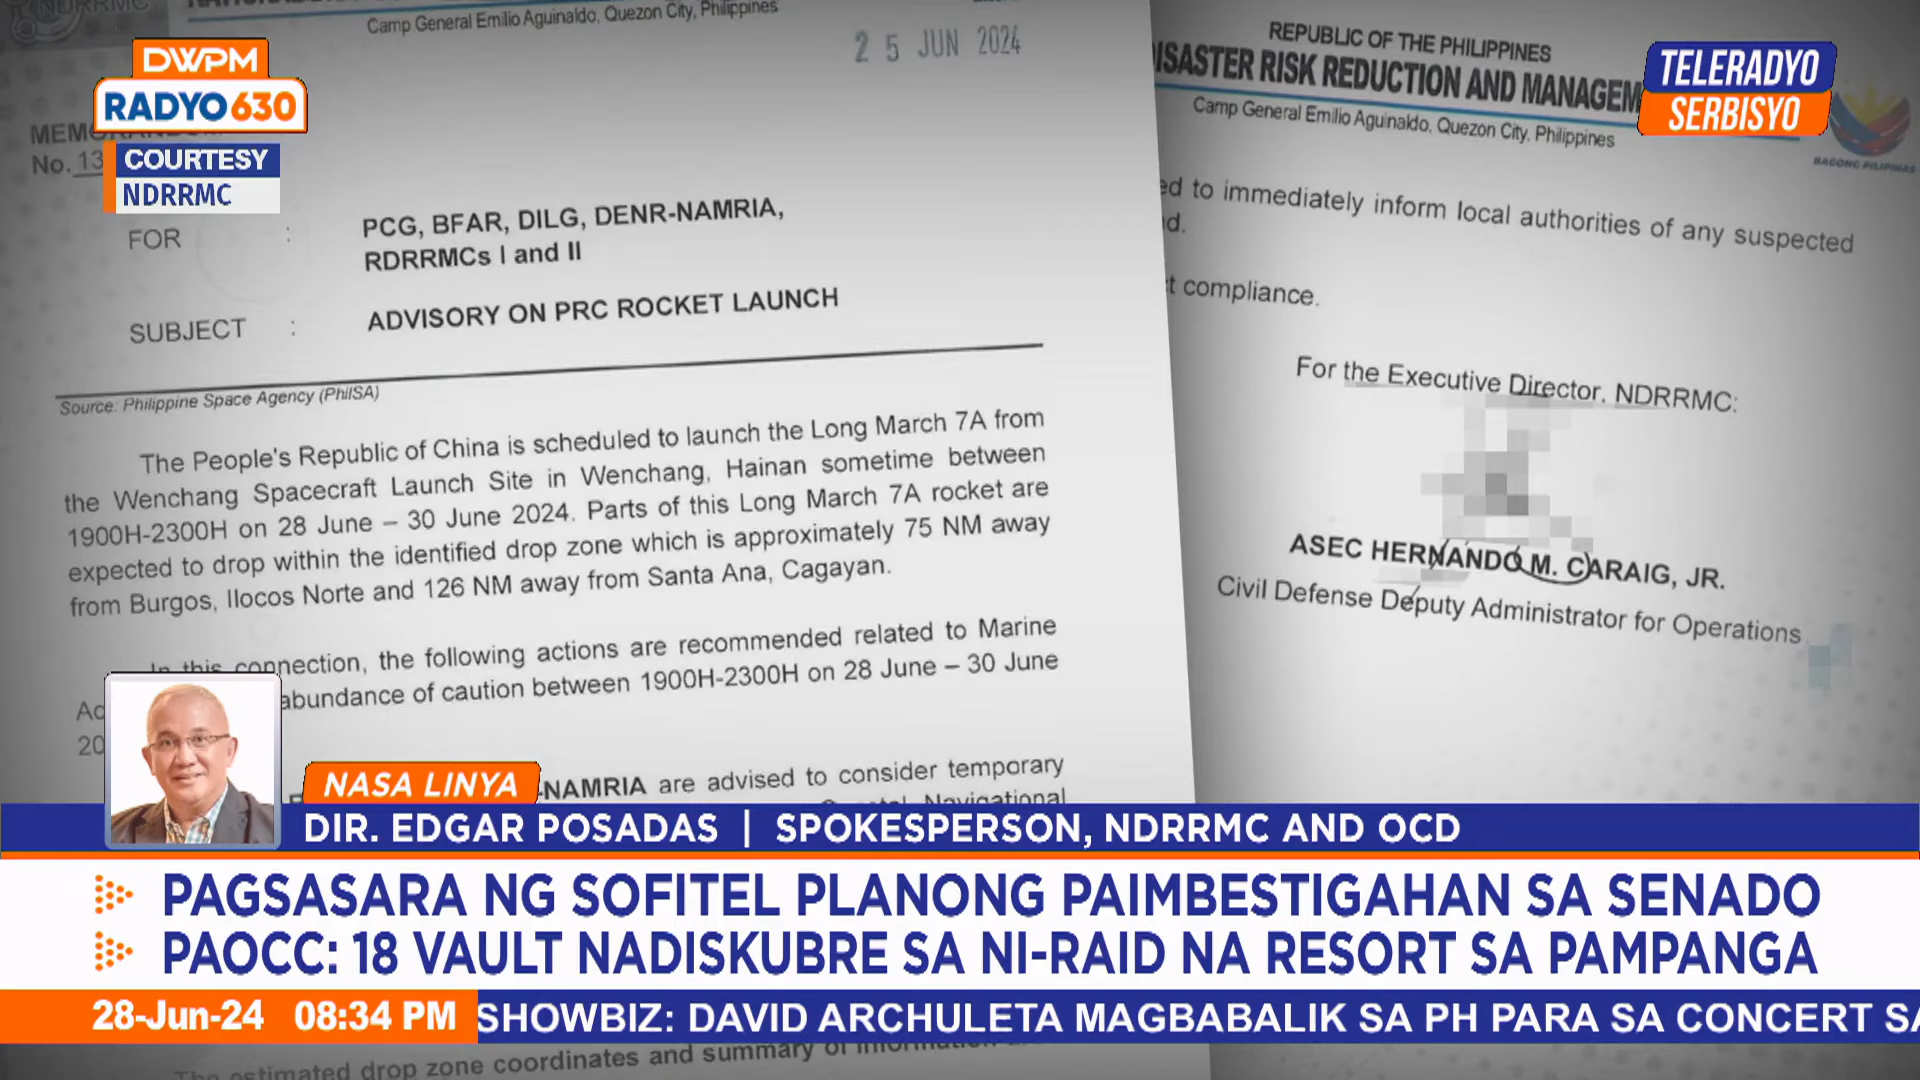 NDRRMC
Camp General Emilio Aguinaldo, Quezon City, Philippines
25 JUN 2024
DWPM
RADYO 630
COURTESY
NDRRMC
No. 13
FOR :
PCG, BFAR, DILG, DENR-NAMRIA,
RDRRMCs I and II
SUBJECT :
ADVISORY ON PRC ROCKET LAUNCH
Source: Philippine Space Agency (PhilSA)
The People's Republic of China is scheduled to launch the Long March 7A from
the Wenchang Spacecraft Launch Site in Wenchang, Hainan sometime between
1900H-2300H on 28 June – 30 June 2024. Parts of this Long March 7A rocket are
expected to drop within the identified drop zone which is approximately 75 NM away
from Burgos, Ilocos Norte and 126 NM away from Santa Ana, Cagayan.
In this connection, the following actions are recommended related to Marine
abundance of caution between 1900H-2300H on 28 June – 30 June
20
-NAMRIA are advised to consider temporary
Navigational
The estimated drop zone coordinates and summary of
REPUBLIC OF THE PHILIPPINES
ISASTER RISK REDUCTION AND MANAGEM
Camp General Emilio Aguinaldo, Quezon City, Philippines
TELERADYO
SERBISYO
BAGONG PILIPINAS
ed to immediately inform local authorities of any suspected
d.
t compliance.
For the Executive Director, NDRRMC:
ASEC HERNANDO M. CARAIG, JR.
Civil Defense Deputy Administrator for Operations
NASA LINYA
DIR. EDGAR POSADAS | SPOKESPERSON, NDRRMC AND OCD
PAGSASARA NG SOFITEL PLANONG PAIMBESTIGAHAN SA SENADO
PAOCC: 18 VAULT NADISKUBRE SA NI-RAID NA RESORT SA PAMPANGA
28-Jun-24 08:34 PM
SHOWBIZ: DAVID ARCHULETA MAGBABALIK SA PH PARA SA CONCERT SA